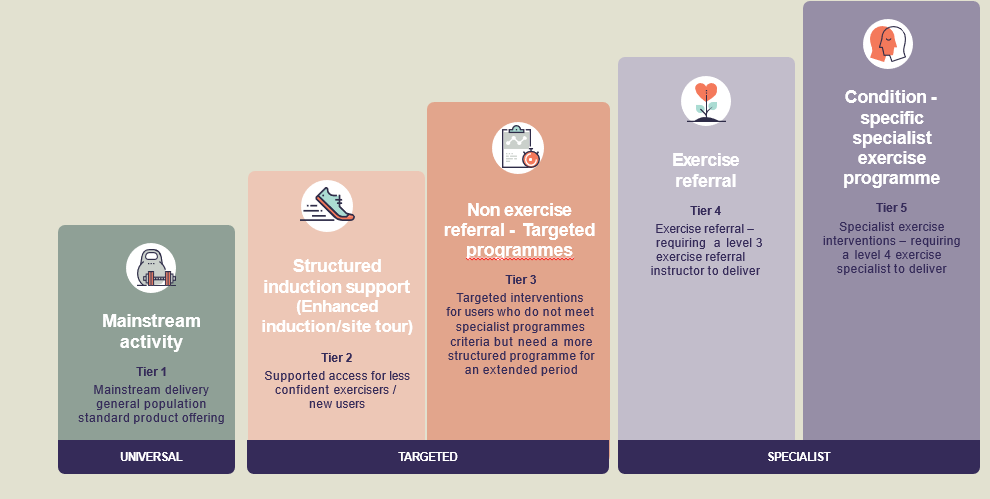 Mainstream
activity
Tier 1
Mainstream delivery
general population
standard product offering
Structured
induction support
(Enhanced
induction/site tour)
Tier 2
Supported access for less
confident exercisers /
new users
Non exercise
referral - Targeted
programmes
Tier 3
Targeted interventions
for users who do not meet
specialist programmes
criteria but need a more
structured programme for
an extended period
Exercise
referral
Tier 4
Exercise referral –
requiring a level 3
exercise referral
instructor to deliver
Condition -
specific
specialist
exercise
programme
Tier 5
Specialist exercise
interventions – requiring
a level 4 exercise
specialist to deliver
UNIVERSAL
TARGETED
SPECIALIST